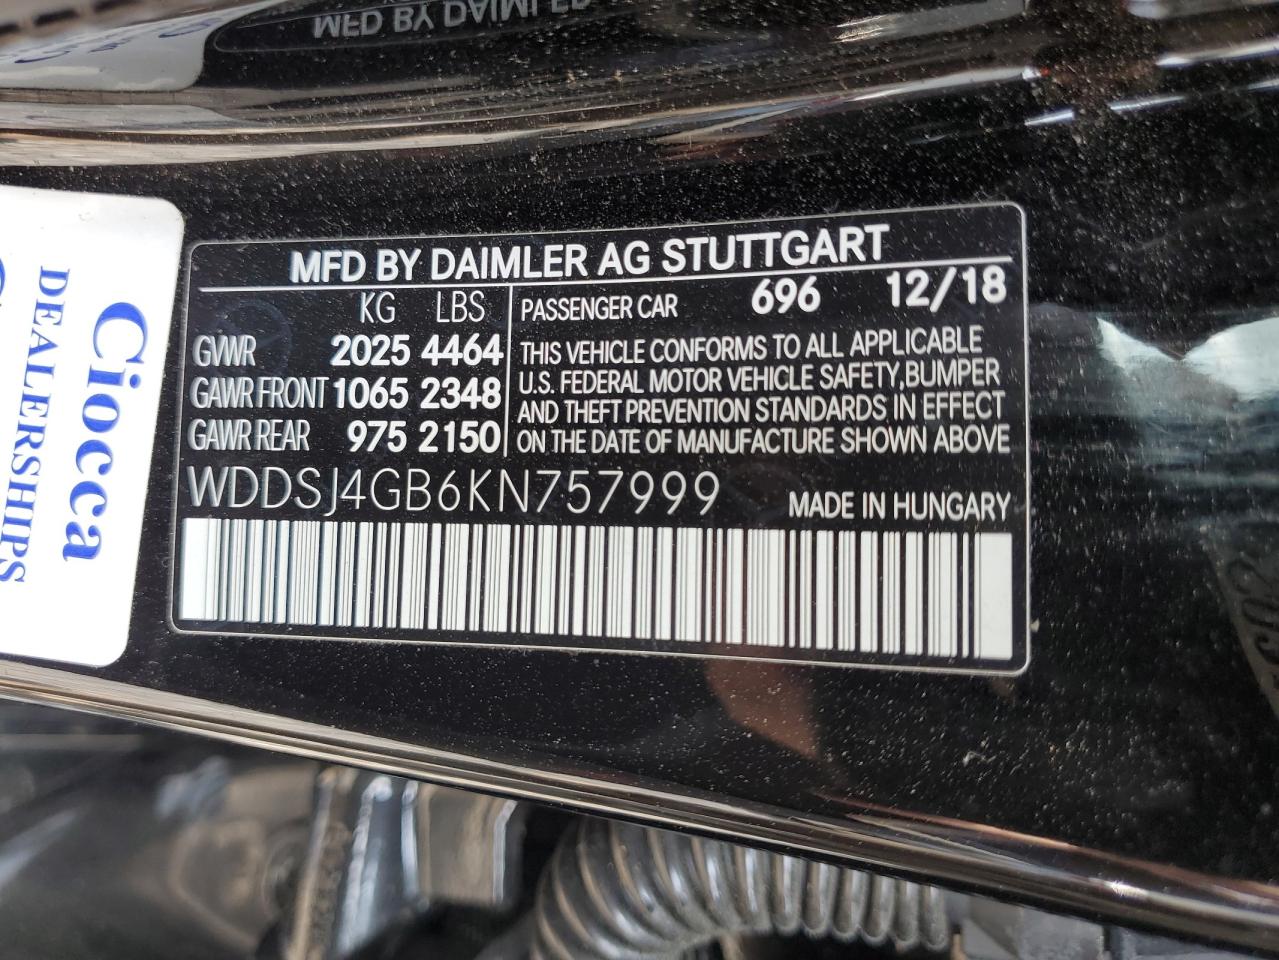 MFD BY DAIMLER AG STUTTGART
KG LBS
GVWR 2025 4464
GAWR FRONT 1065 2348
GAWR REAR 975 2150
PASSENGER CAR 696 12/18
THIS VEHICLE CONFORMS TO ALL APPLICABLE
U.S. FEDERAL MOTOR VEHICLE SAFETY,BUMPER
AND THEFT PREVENTION STANDARDS IN EFFECT
ON THE DATE OF MANUFACTURE SHOWN ABOVE
WDDSJ4GB6KN757999
MADE IN HUNGARY
Ciocca
DEALERSHIPS
MFD BY DAIMLER